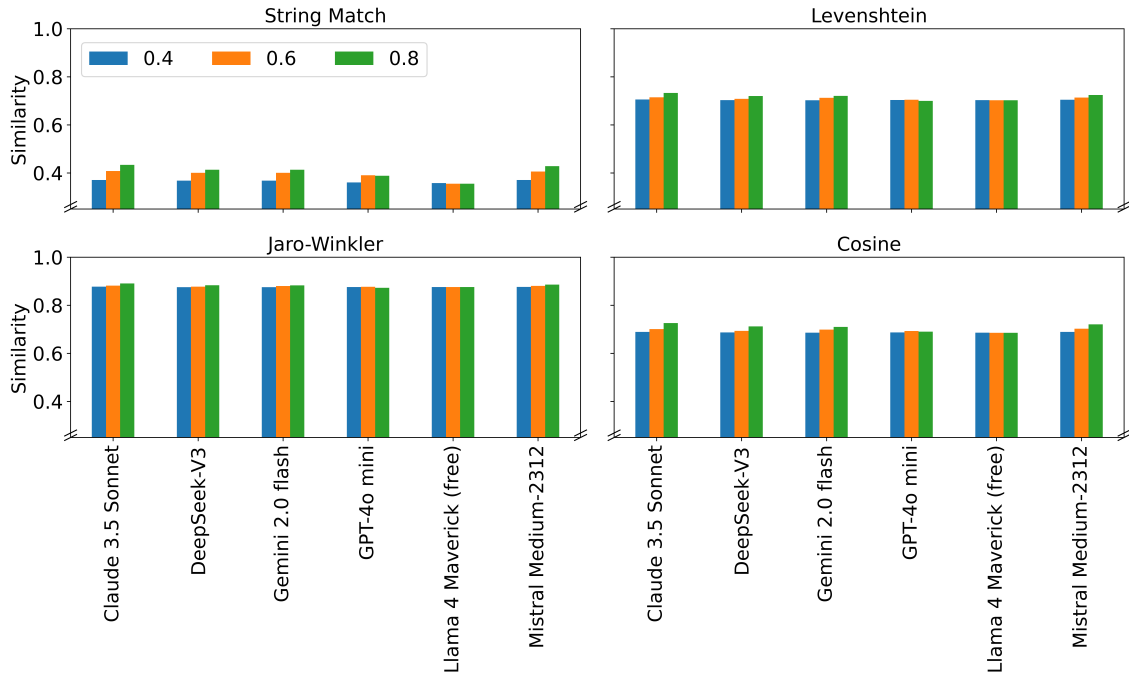 String Match
Levenshtein
1.0
0.8
0.6
0.4
Similarity
0.4 0.6 0.8
Jaro-Winkler
Cosine
1.0
0.8
0.6
0.4
Similarity
Claude 3.5 Sonnet
DeepSeek-V3
Gemini 2.0 flash
GPT-4o mini
Llama 4 Maverick (free)
Mistral Medium-2312
Claude 3.5 Sonnet
DeepSeek-V3
Gemini 2.0 flash
GPT-4o mini
Llama 4 Maverick (free)
Mistral Medium-2312